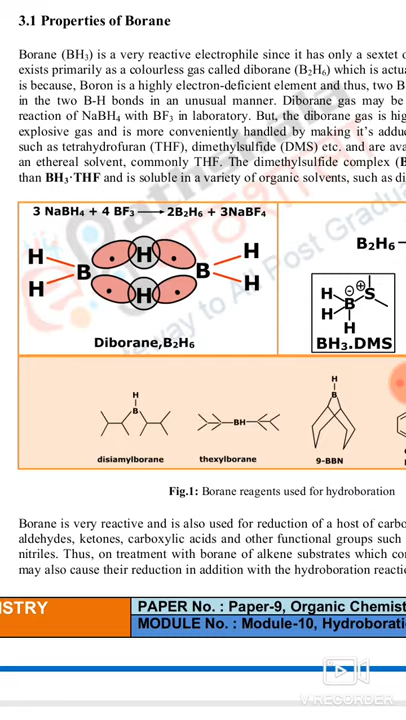 3.1 Properties of Borane
Borane (BH₃) is a very reactive electrophile since it has only a sextet o
exists primarily as a colourless gas called diborane (B₂H₆) which is actua
is because, Boron is a highly electron-deficient element and thus, two B
in the two B-H bonds in an unusual manner. Diborane gas may be
reaction of NaBH₄ with BF₃ in laboratory. But the diborane gas is hig
explosive gas and is more conveniently handled by making it's adduc
such as tetrahydrofuran (THF), dimethylsulfide (DMS) etc. and are ava
an ethereal solvent, commonly THF. The dimethylsulfide complex (B
than BH₃·THF and is soluble in a variety of organic solvents, such as di
3 NaBH₄ + 4 BF₃ ⟶ 2B₂H₆ + 3NaBF₄
B₂H₆
H H H
B B
H H H
H ⊖ ⊕ S
B
H
H
Diborane,B₂H₆
BH₃.DMS
H
B
BH
H
B
disiamylborane
thexylborane
9-BBN
Fig.1: Borane reagents used for hydroboration
Borane is very reactive and is also used for reduction of a host of carbo
aldehydes, ketones, carboxylic acids and other functional groups such
nitriles. Thus, on treatment with borane of alkene substrates which co
may also cause their reduction in addition with the hydroboration reactio
ISTRY
PAPER No. : Paper-9, Organic Chemist
MODULE No. : Module-10, Hydroborati
V RECORDER